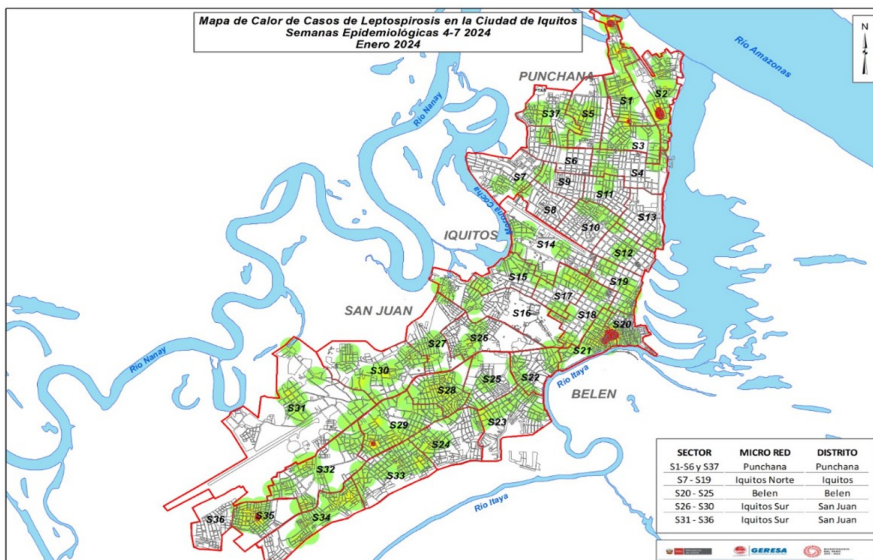 Mapa de Calor de Casos de Leptospirosis en la Ciudad de Iquitos
Semanas Epidemiológicas 4-7 2024
Enero 2024
N
Río Amazonas
PUNCHANA
Río Nanay
S1
S2
S37
S5
S3
S6
S4
S7
S9
S11
S8
S10
S13
IQUITOS
S14
S12
S15
S19
S17
S16
S18
S20
SAN JUAN
S27
S26
S21
Río Nanay
S30
S25
S22
Río Itaya
BELEN
S28
S31
S29
S23
S24
S32
S33
Río Itaya
S36
S35
S34
SECTOR MICRO RED DISTRITO
S1-S6 y S37 Punchana Punchana
S7 - S19 Iquitos Norte Iquitos
S20 - S25 Belen Belen
S26 - S30 Iquitos Sur San Juan
S31 - S36 Iquitos Sur San Juan
GERESA